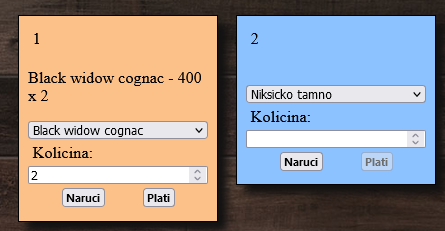 1
Black widow cognac - 400
x 2
Black widow cognac
Kolicina:
2
Naruci Plati
2
Niksicko tamno
Kolicina:
Naruci Plati